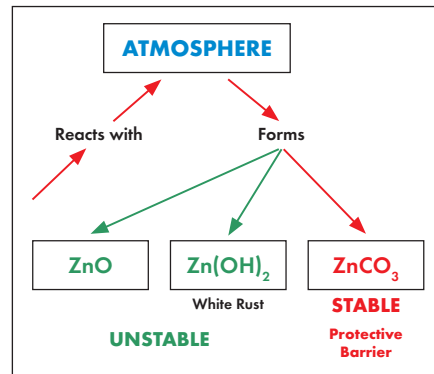 ATMOSPHERE
Reacts with
Forms
ZnO
Zn(OH)₂
ZnCO₃
White Rust
STABLE
UNSTABLE
Protective
Barrier